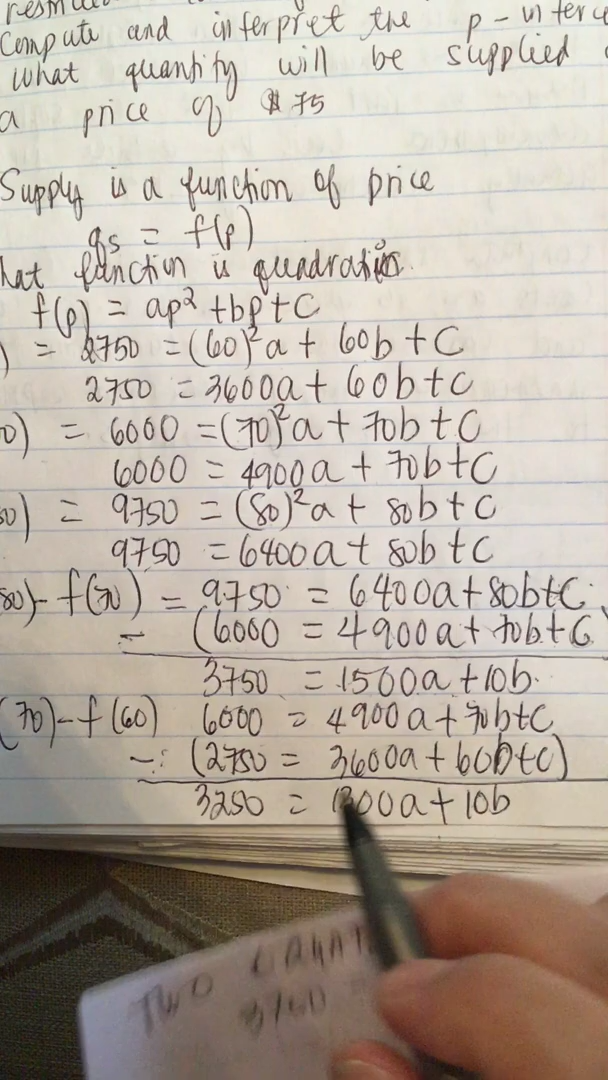 Compute and interpret the p-interc
What quantity will be supplied
a price of $75
Supply is a function of price
qs = f(p)
hat function is quadratic.
f(p) = ap² + bp + C
) = 2750 = (60)²a + 60b + C
2750 = 3600a + 60b + C
0) = 6000 = (70)²a + 70b + C
6000 = 4900a + 70b + C
80) = 9750 = (80)²a + 80b + C
9750 = 6400a + 80b + C
80) - f(70) = 9750 = 6400a + 80b + C
- (6000 = 4900a + 70b + C
3750 = 1500a + 10b.
(70) - f(60) 6000 = 4900a + 70b + C
- (2750 = 3600a + 60b + C)
3250 = 1300a + 10b
TWO